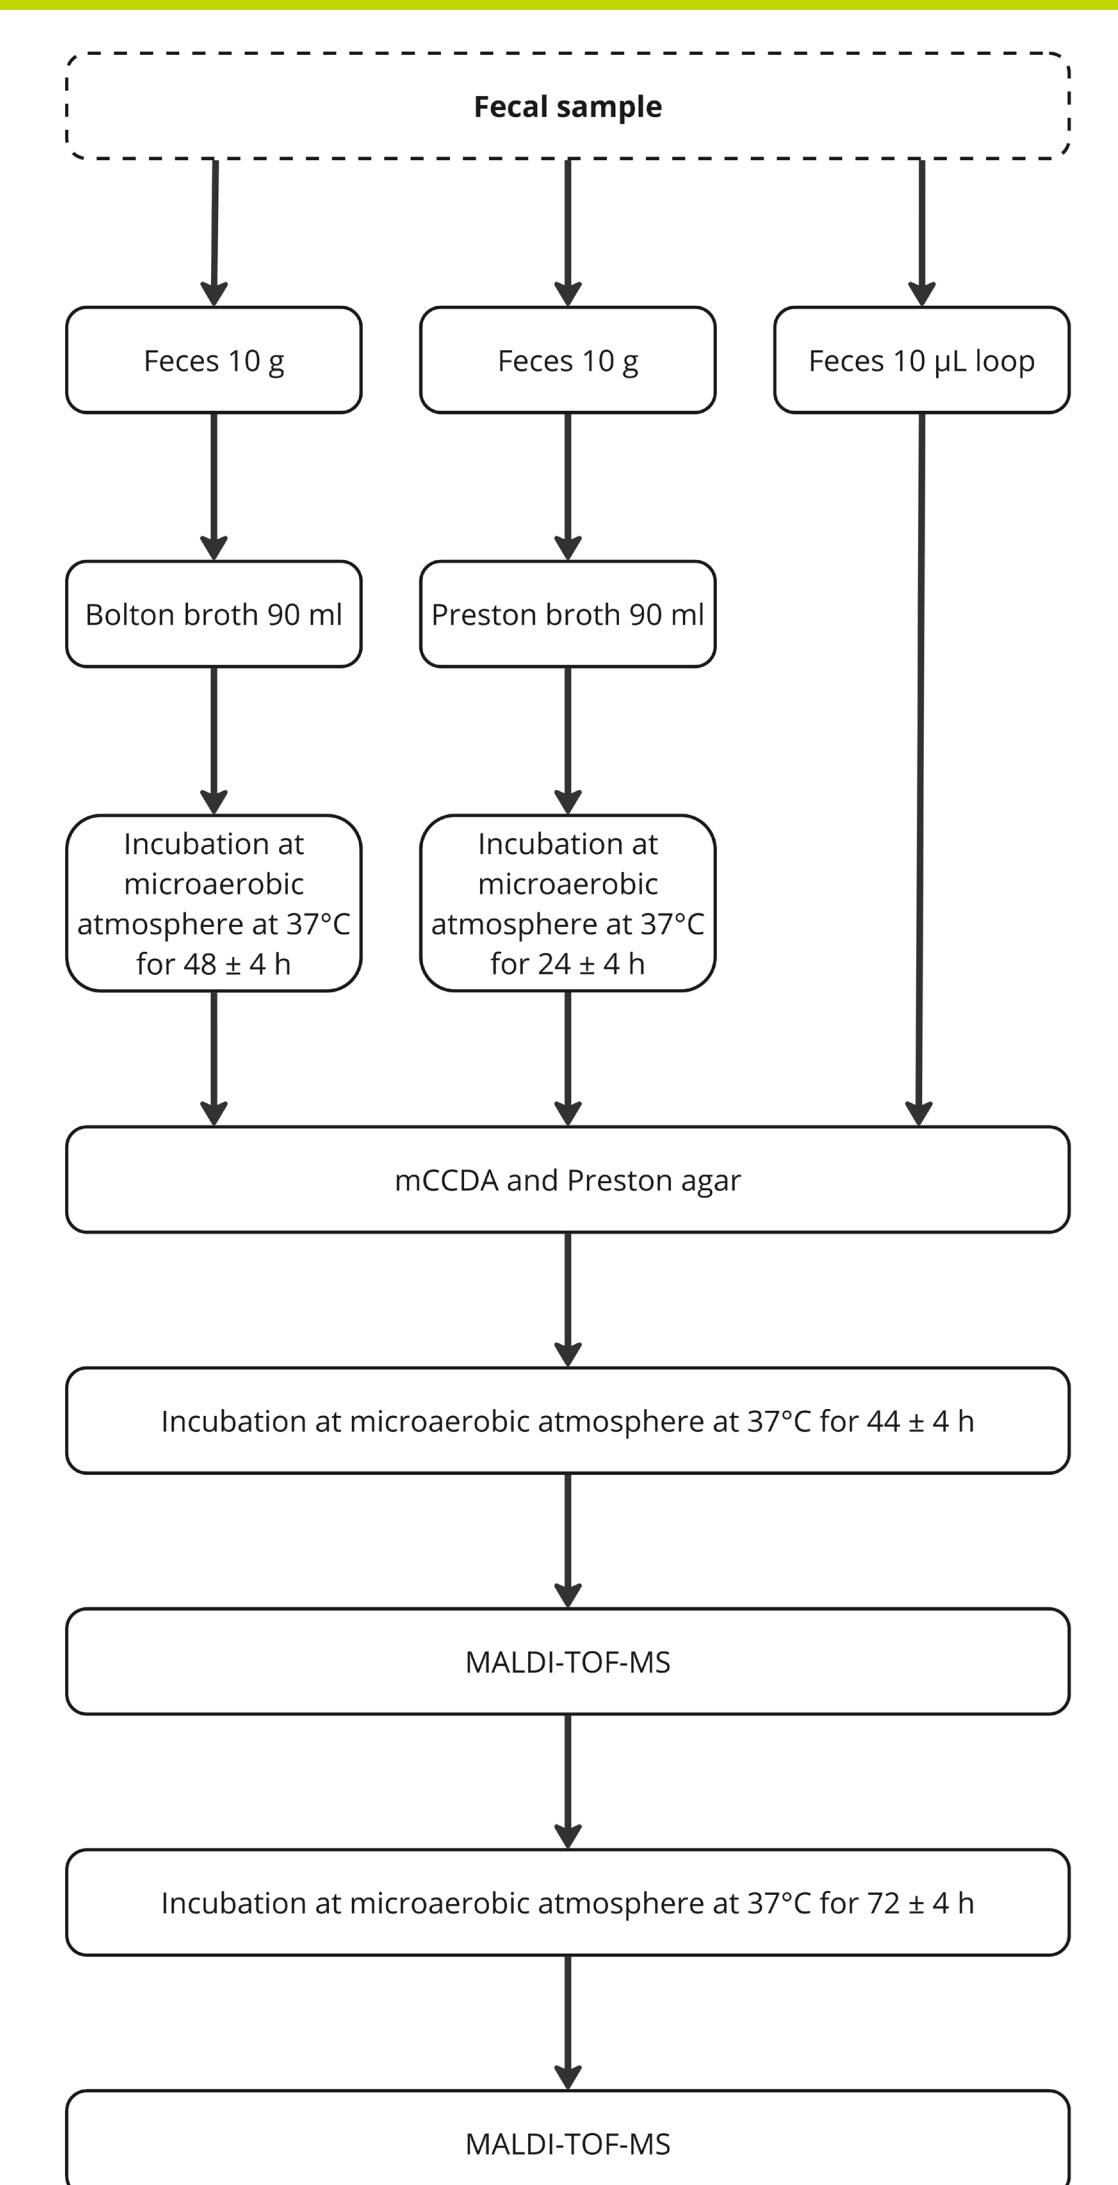 Fecal sample
Feces 10 g
Feces 10 g
Feces 10 µL loop
Bolton broth 90 ml
Preston broth 90 ml
Incubation at
microaerobic
atmosphere at 37°C
for 48 ± 4 h
Incubation at
microaerobic
atmosphere at 37°C
for 24 ± 4 h
mCCDA and Preston agar
Incubation at microaerobic atmosphere at 37°C for 44 ± 4 h
MALDI-TOF-MS
Incubation at microaerobic atmosphere at 37°C for 72 ± 4 h
MALDI-TOF-MS